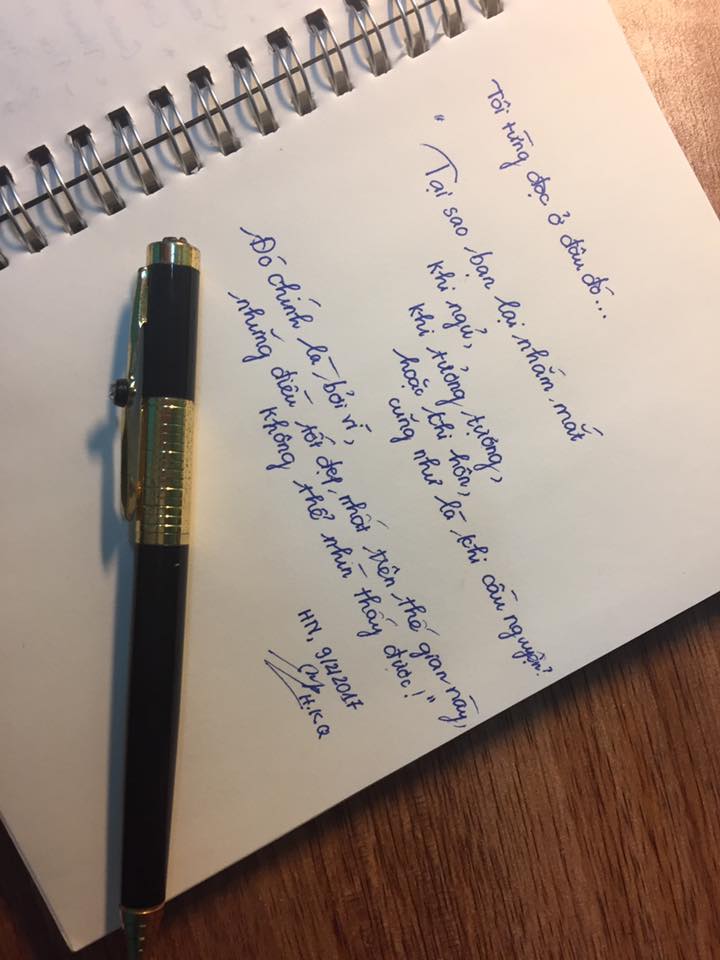 Tôi từng đọc ở đâu đó...
" Tại sao bạn lại nhắm mắt
khi ngủ,
khi tưởng tượng,
hoặc khi hôn,
cũng như là khi cầu nguyện?
Đó chính là bởi vì,
những điều tốt đẹp nhất trên thế gian này,
không thể nhìn thấy được! "
HN, 9/2/2017
H.K.Q